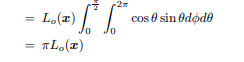 = L_o(x) ∫_0^{π/2} ∫_0^{2π} cos θ sin θ dϕ dθ
= πL_o(x)